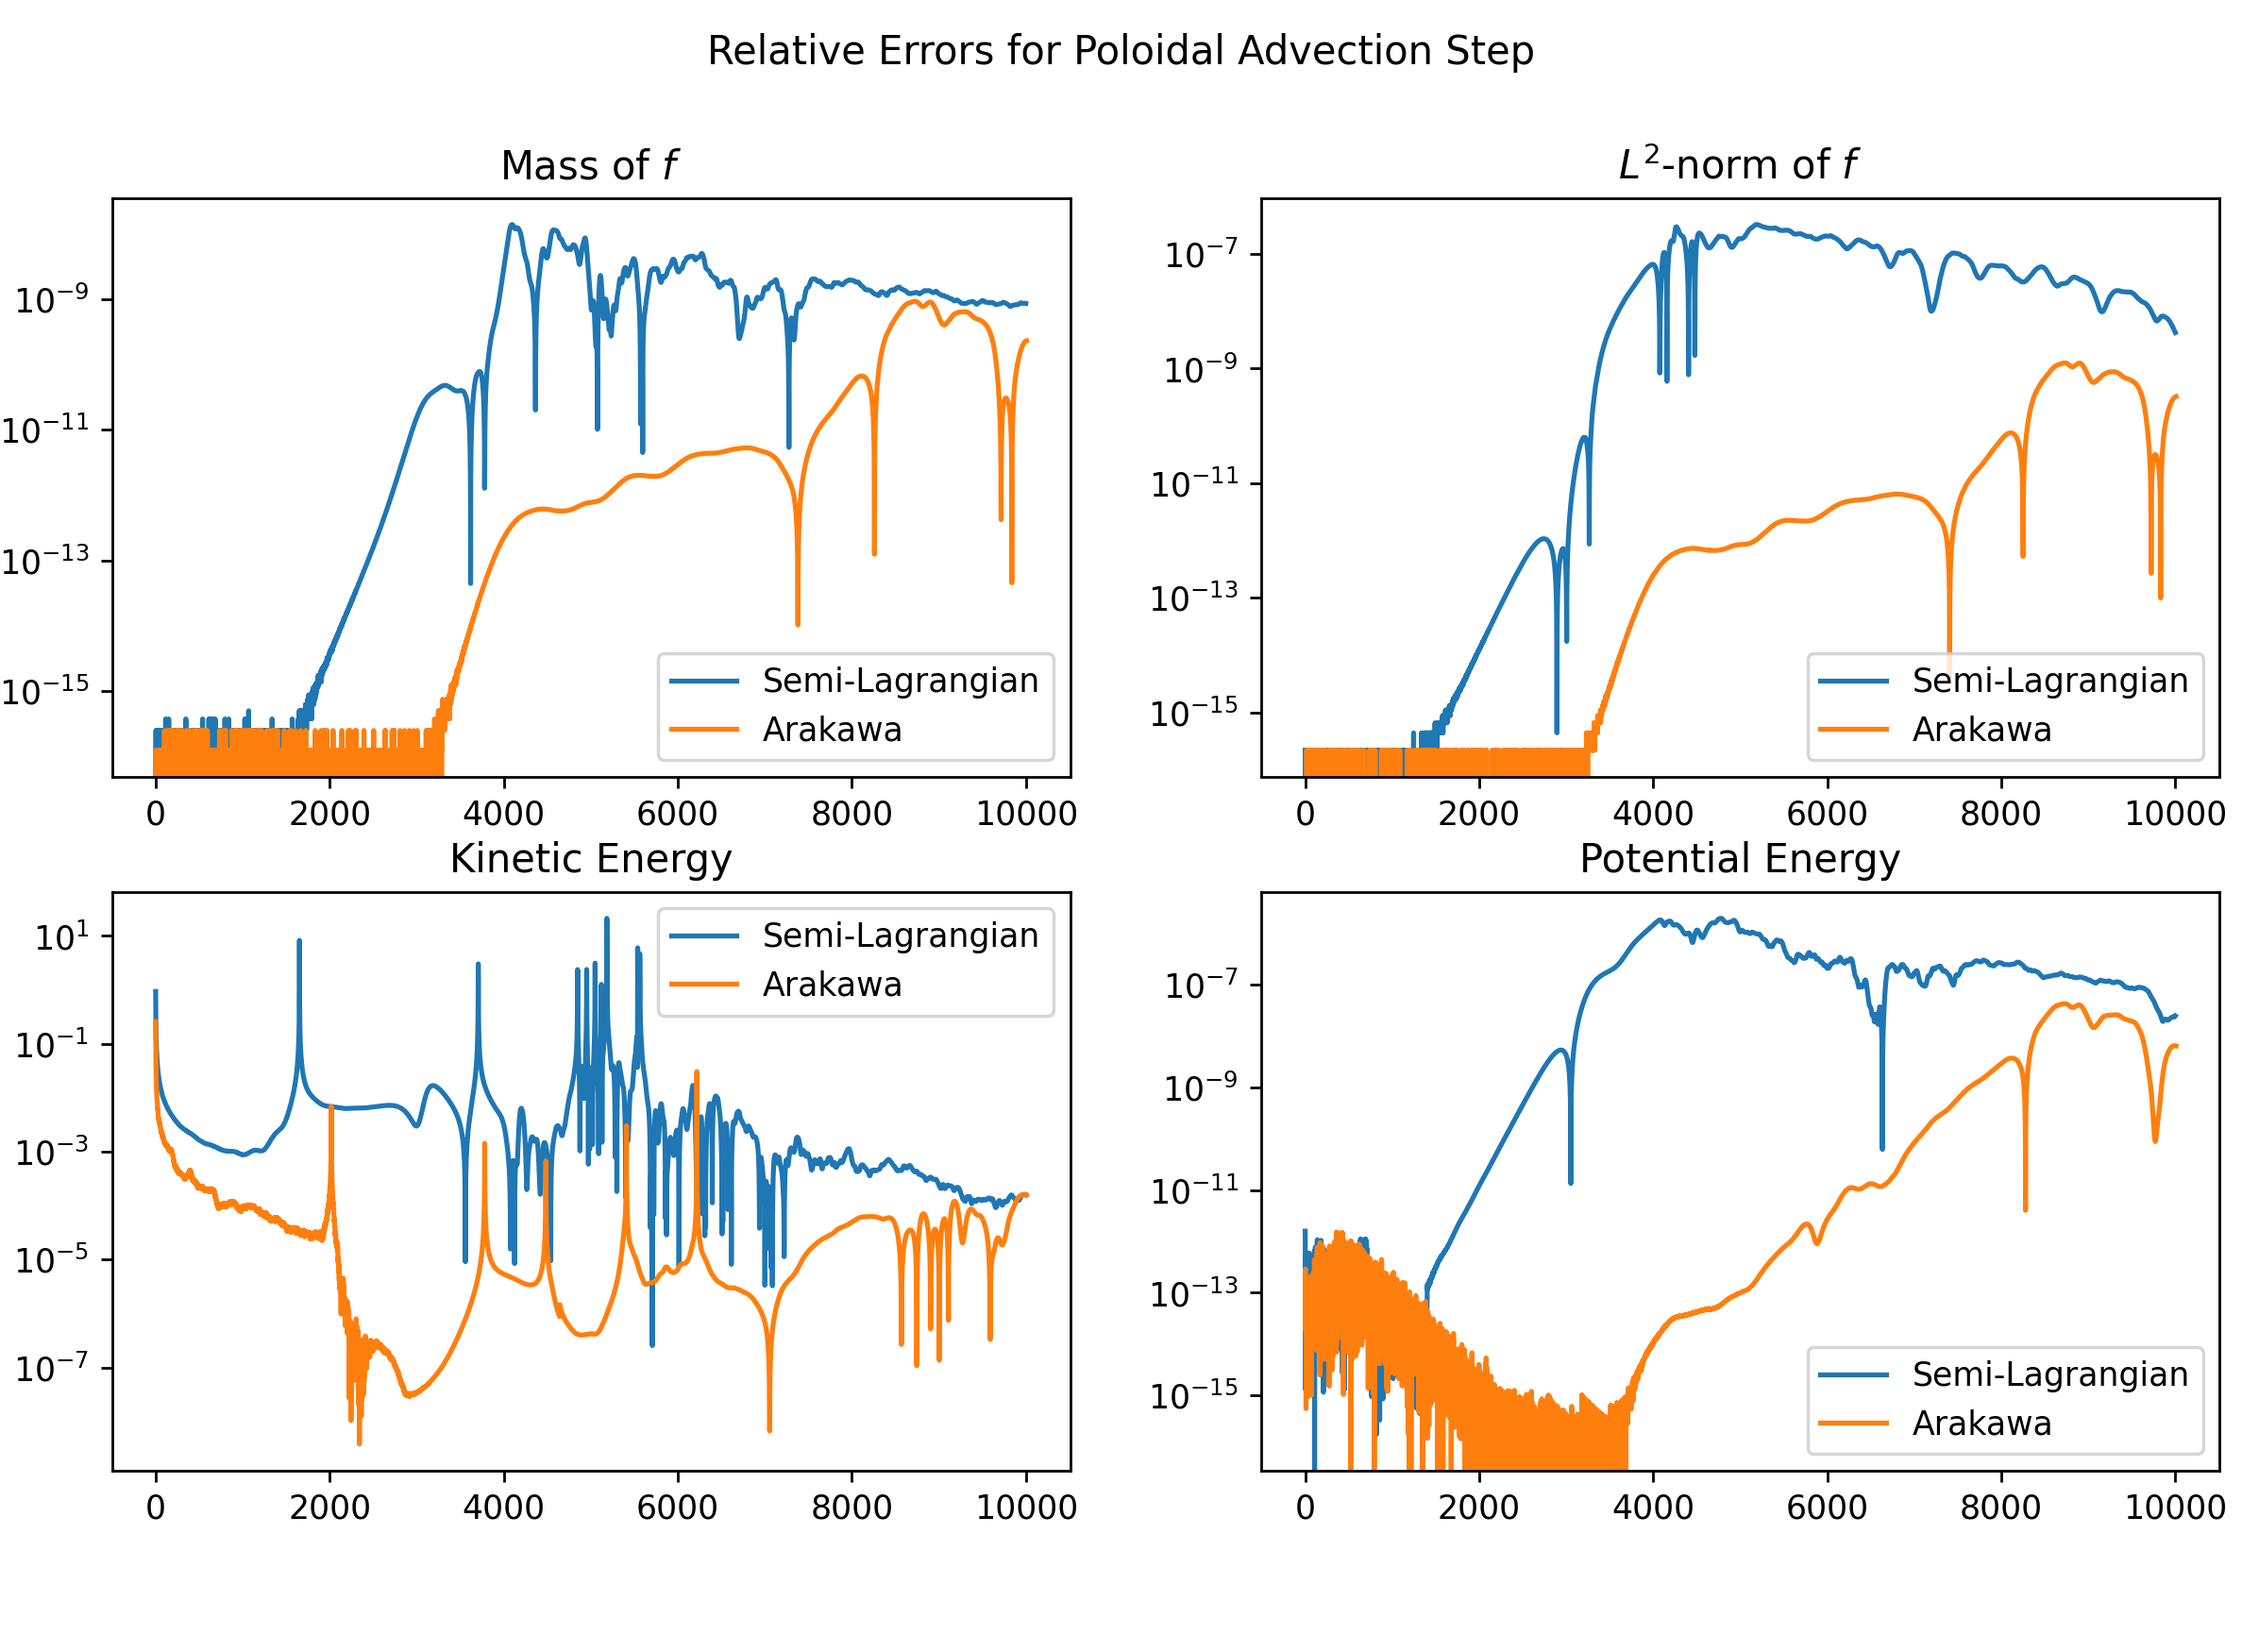 Relative Errors for Poloidal Advection Step
Mass of f
10⁻⁹
10⁻¹¹
10⁻¹³
10⁻¹⁵
Semi-Lagrangian
Arakawa
0 2000 4000 6000 8000 10000
L²-norm of f
10⁻⁷
10⁻⁹
10⁻¹¹
10⁻¹³
10⁻¹⁵
Semi-Lagrangian
Arakawa
0 2000 4000 6000 8000 10000
Kinetic Energy
10¹
10⁻¹
10⁻³
10⁻⁵
10⁻⁷
Semi-Lagrangian
Arakawa
0 2000 4000 6000 8000 10000
Potential Energy
10⁻⁷
10⁻⁹
10⁻¹¹
10⁻¹³
10⁻¹⁵
Semi-Lagrangian
Arakawa
0 2000 4000 6000 8000 10000